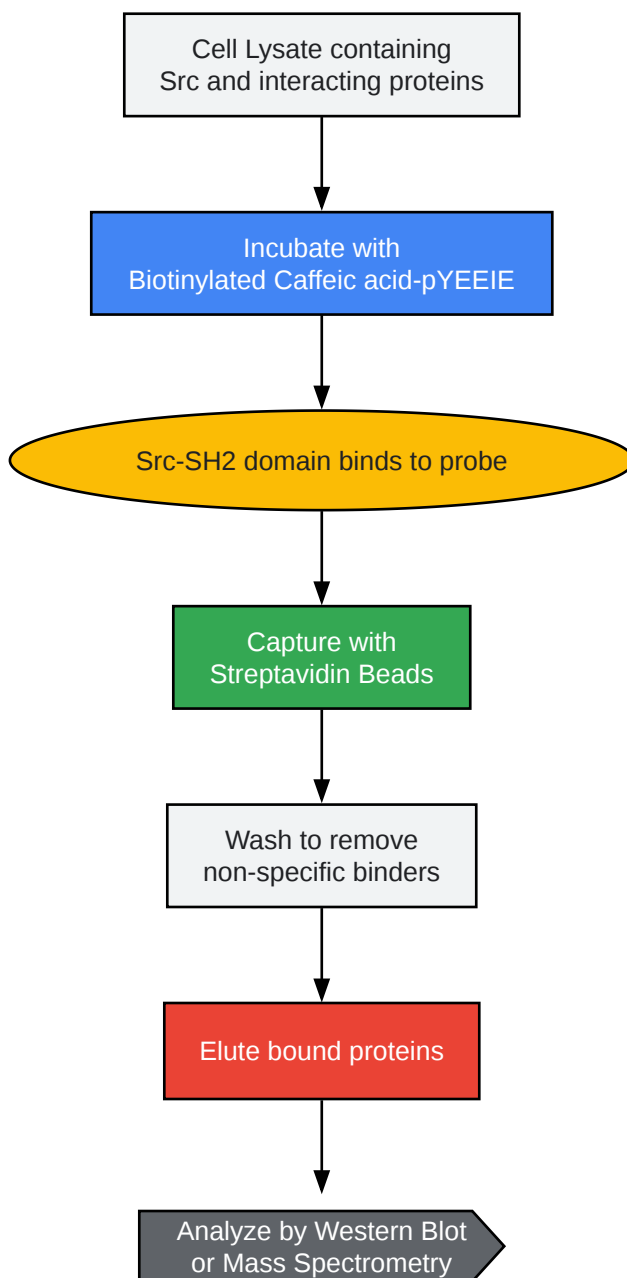 Cell Lysate containing
Src and interacting proteins
Incubate with
Biotinylated Caffeic acid-pYEEIE
Src-SH2 domain binds to probe
Capture with
Streptavidin Beads
Wash to remove
non-specific binders
Elute bound proteins
Analyze by Western Blot
or Mass Spectrometry